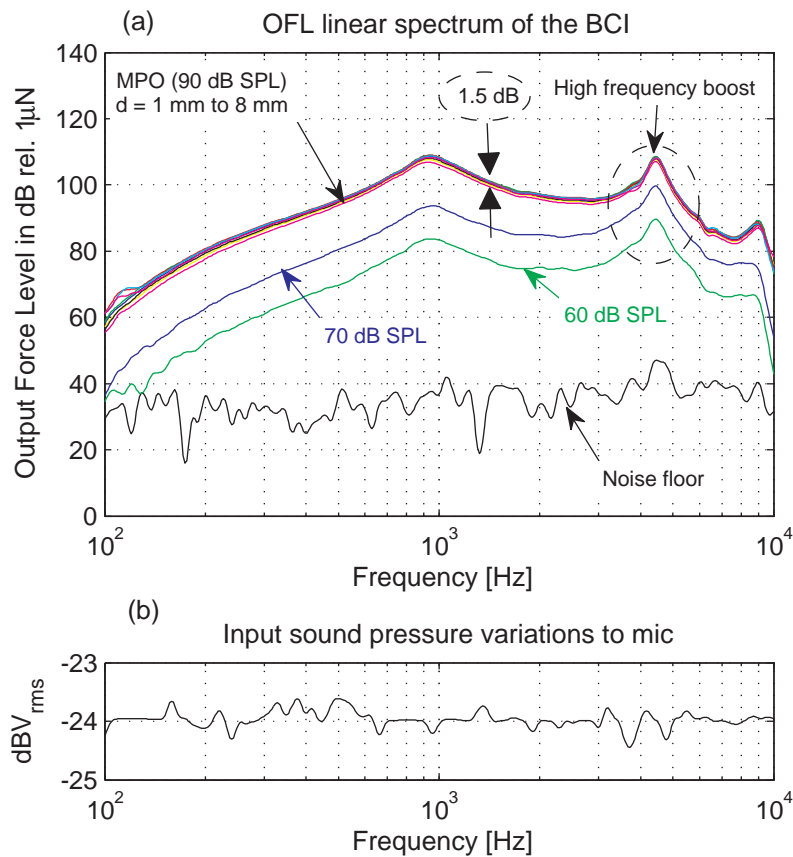 (a) OFL linear spectrum of the BCI
140
120
100
80
60
40
20
0
Output Force Level in dB rel. 1µN
MPO (90 dB SPL)
d = 1 mm to 8 mm
1.5 dB
High frequency boost
70 dB SPL
60 dB SPL
Noise floor
10^2
10^3
10^4
Frequency [Hz]
(b)
Input sound pressure variations to mic
-23
-24
-25
dBV_rms
10^2
10^3
10^4
Frequency [Hz]